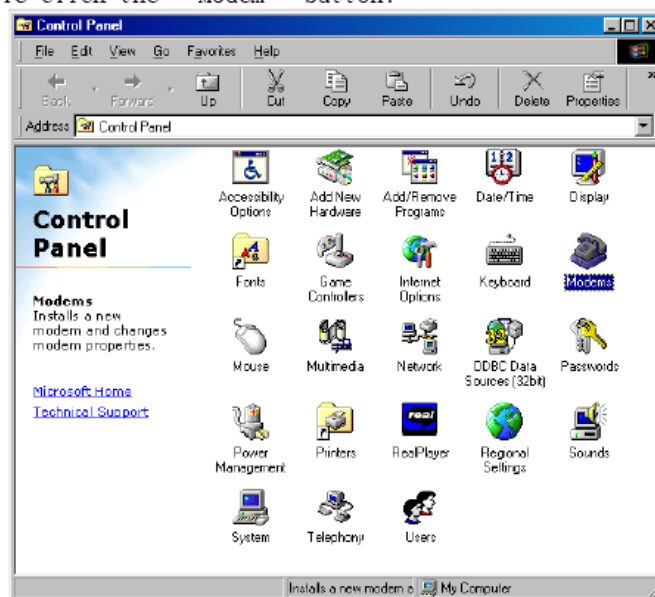 Control Panel
File Edit View Go Favorites Help
Back Forward Up Cut Copy Paste Undo Delete Properties »
Address Control Panel
Control
Panel
Modems
Installs a new
modem and changes
modem properties.
Microsoft Home
Technical Support
Accessibility
Options
Add New
Hardware
Add/Remove
Programs
Date/Time
Display
Fonts
Game
Controllers
Internet
Options
Keyboard
Modems
Mouse
Multimedia
Network
ODBC Data
Sources (32bit)
Passwords
Power
Management
Printers
RealPlayer
Regional
Settings
Sounds
System
Telephony
Users
Installs a new modem a My Computer